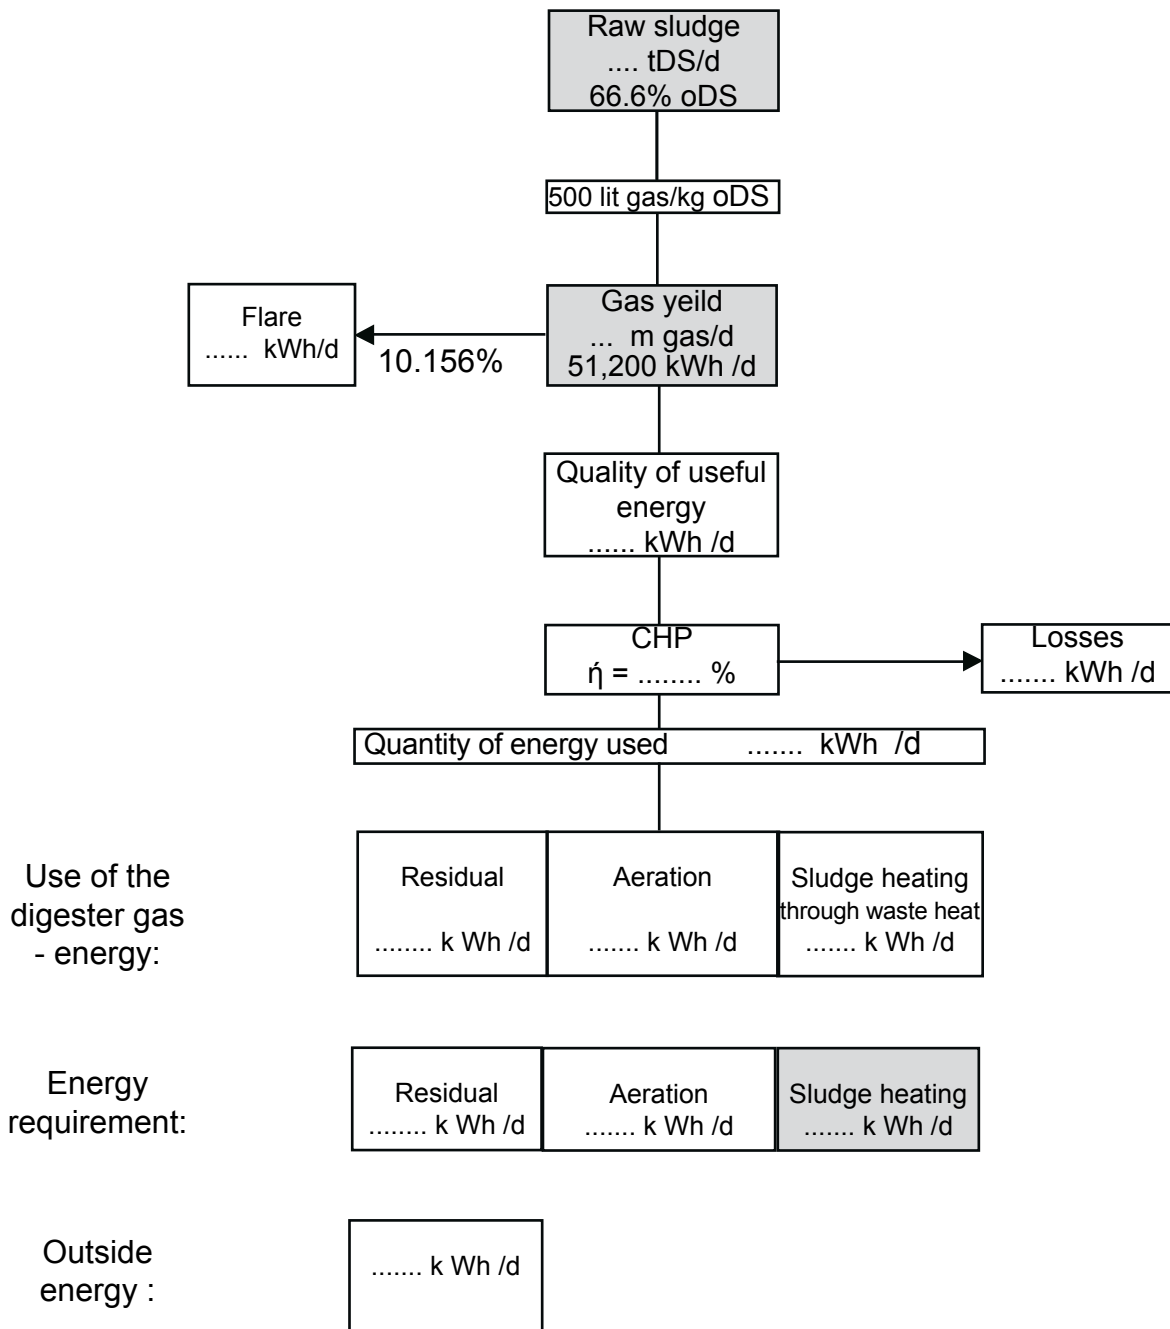 Raw sludge
.... tDS/d
66.6% oDS
500 lit gas/kg oDS
Flare
...... kWh/d
10.156%
Gas yeild
... m gas/d
51,200 kWh /d
Quality of useful
energy
...... kWh /d
CHP
ή = ........ %
Losses
....... kWh /d
Quantity of energy used ....... kWh /d
Use of the
digester gas
- energy:
Residual
........ k Wh /d
Aeration
....... k Wh /d
Sludge heating
through waste heat
....... k Wh /d
Energy
requirement:
Residual
........ k Wh /d
Aeration
....... k Wh /d
Sludge heating
....... k Wh /d
Outside
energy :
....... k Wh /d